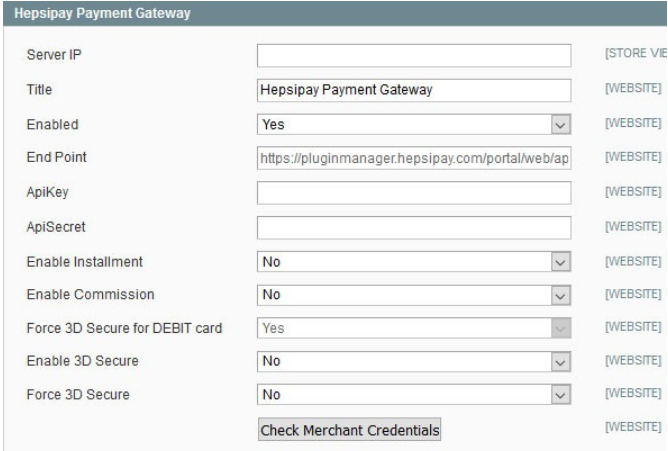 Hepsipay Payment Gateway
Server IP [STORE VIE
Title Hepsipay Payment Gateway [WEBSITE]
Enabled Yes [WEBSITE]
End Point https://pluginmanager.hepsipay.com/portal/web/ap [WEBSITE]
ApiKey [WEBSITE]
ApiSecret [WEBSITE]
Enable Installment No [WEBSITE]
Enable Commission No [WEBSITE]
Force 3D Secure for DEBIT card Yes [WEBSITE]
Enable 3D Secure No [WEBSITE]
Force 3D Secure No [WEBSITE]
Check Merchant Credentials [WEBSITE]